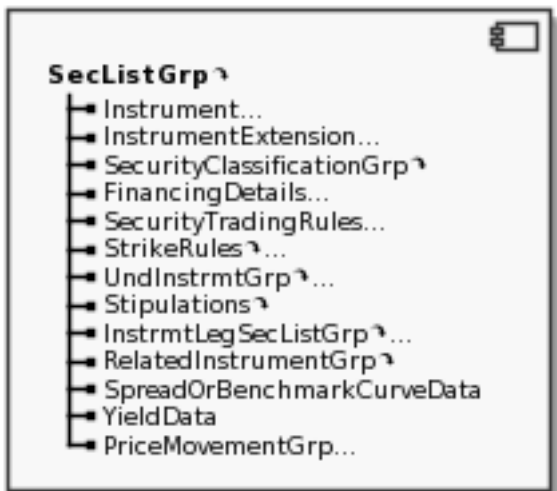 SecListGrp⤵
Instrument...
InstrumentExtension...
SecurityClassificationGrp⤵
FinancingDetails...
SecurityTradingRules...
StrikeRules⤵...
UndInstrmtGrp⤵...
Stipulations⤵
InstrmtLegSecListGrp⤵...
RelatedInstrumentGrp⤵
SpreadOrBenchmarkCurveData
YieldData
PriceMovementGrp...